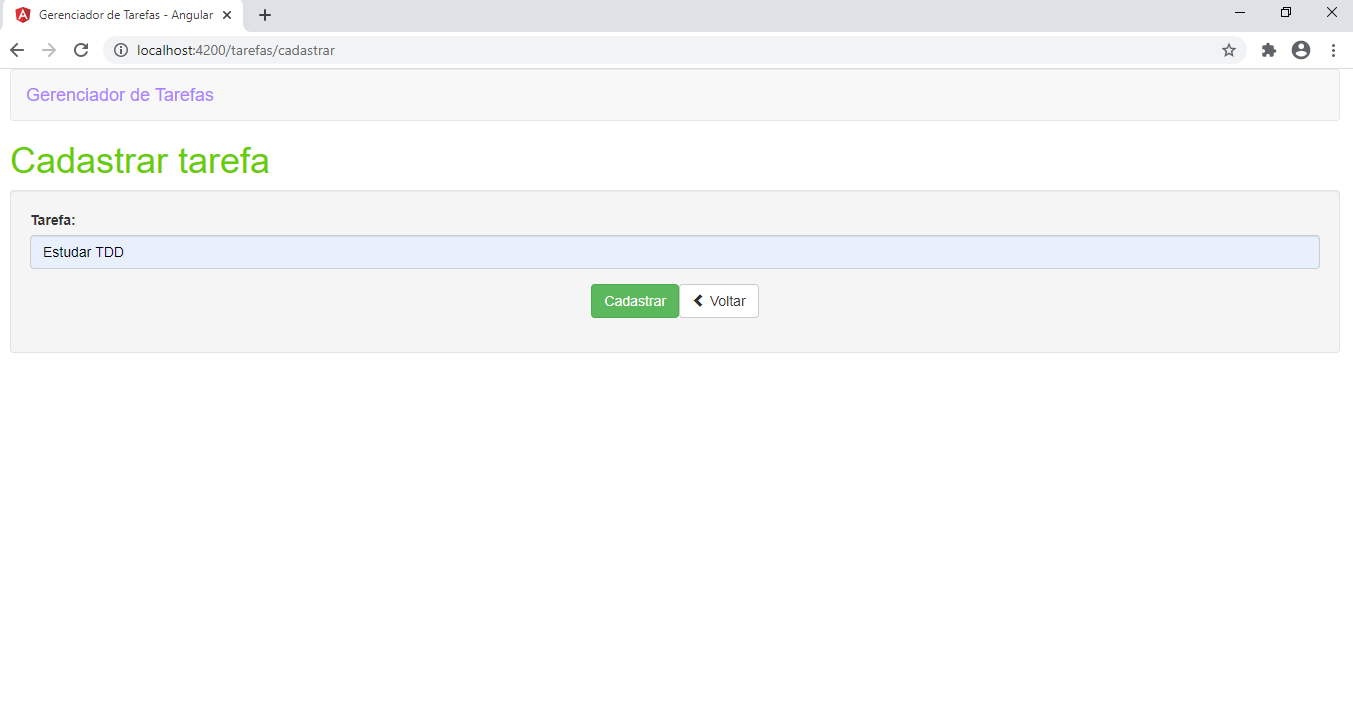 Gerenciador de Tarefas - Angular
localhost:4200/tarefas/cadastrar
Gerenciador de Tarefas
Cadastrar tarefa
Tarefa:
Estudar TDD
Cadastrar Voltar